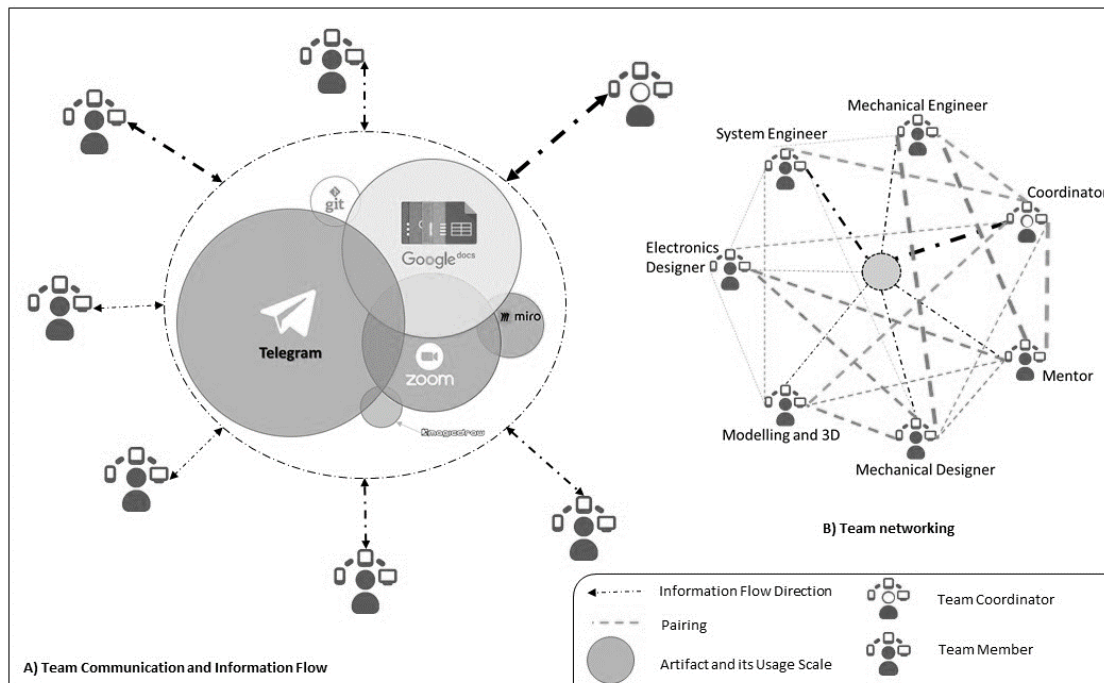 git
Google docs
Telegram
miro
zoom
magicdraw
A) Team Communication and Information Flow
Mechanical Engineer
System Engineer
Coordinator
Electronics
Designer
Mentor
Modelling and 3D
Mechanical Designer
B) Team networking
Information Flow Direction
Pairing
Artifact and its Usage Scale
Team Coordinator
Team Member